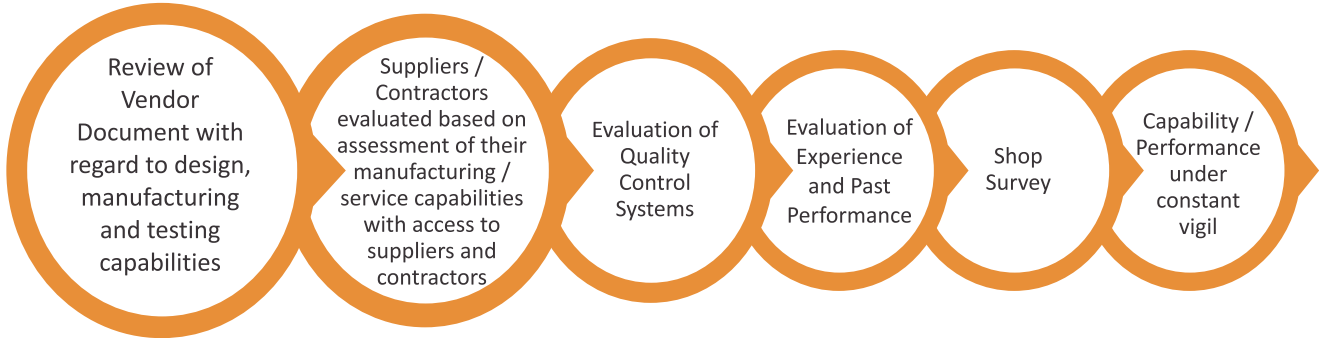 Review of
Vendor
Document with
regard to design,
manufacturing
and testing
capabilities
Suppliers /
Contractors
evaluated based on
assessment of their
manufacturing /
service capabilities
with access to
suppliers and
contractors
Evaluation of
Quality
Control
Systems
Evaluation of
Experience
and Past
Performance
Shop
Survey
Capability /
Performance
under
constant
vigil